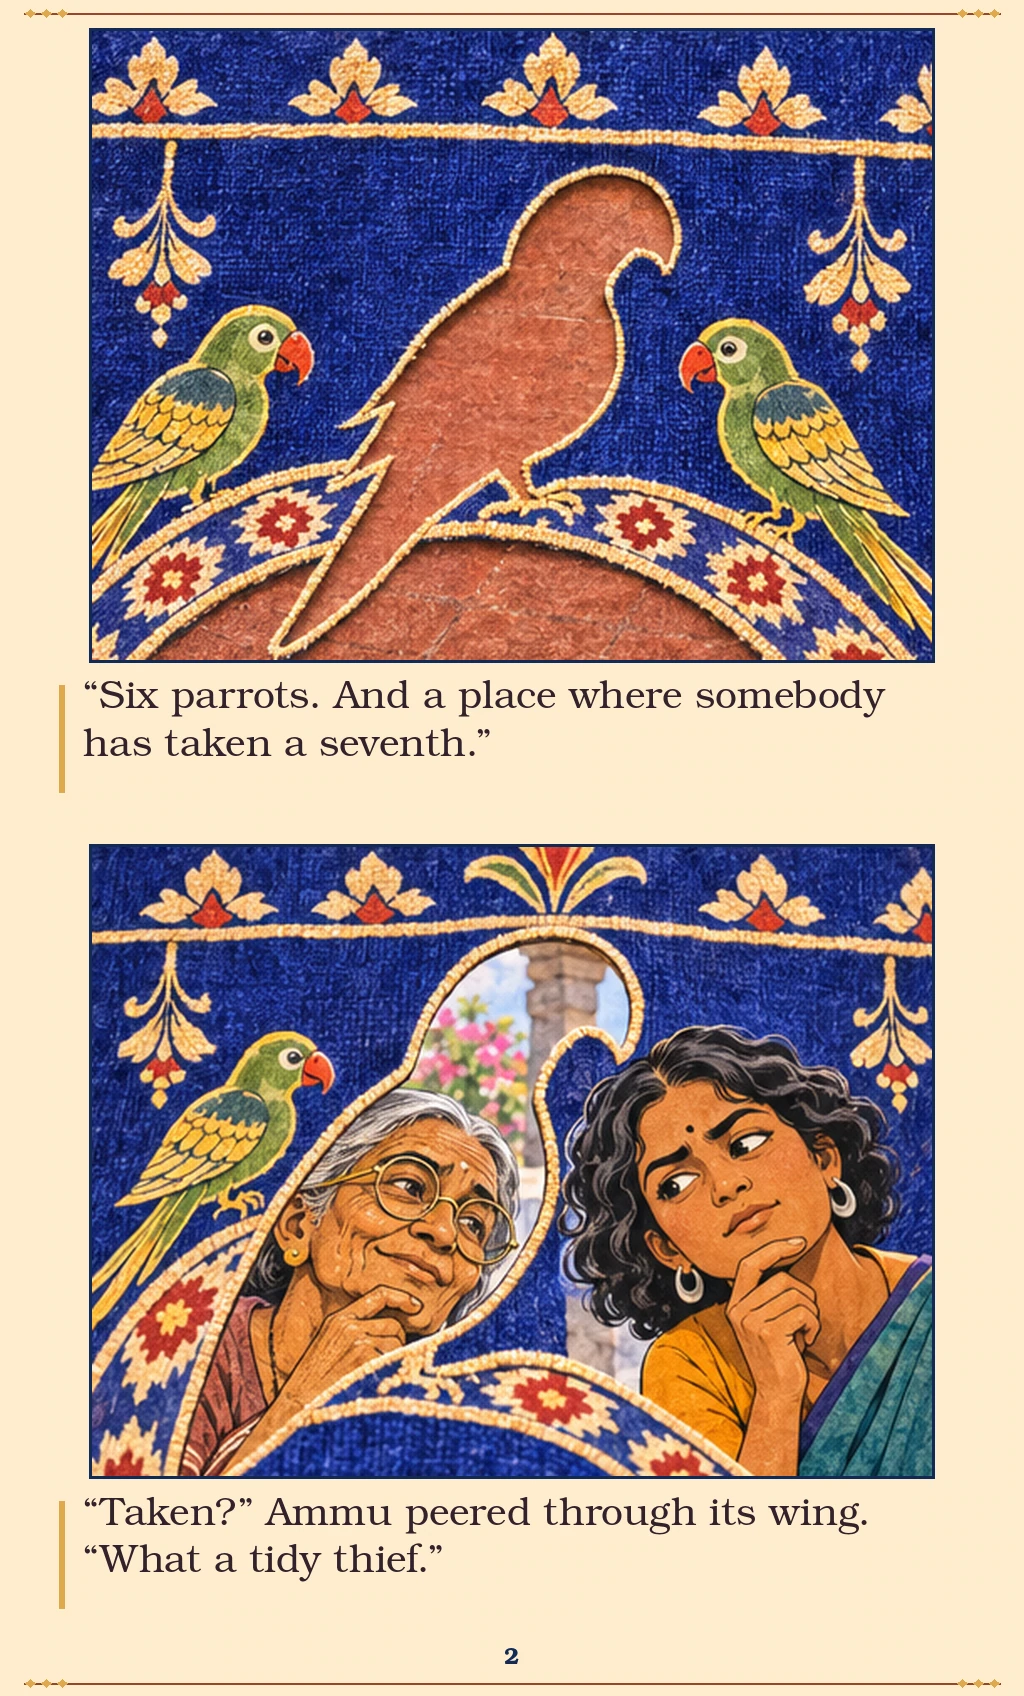 “Six parrots. And a place where somebody
has taken a seventh.”
“Taken?” Ammu peered through its wing.
“What a tidy thief.”
2